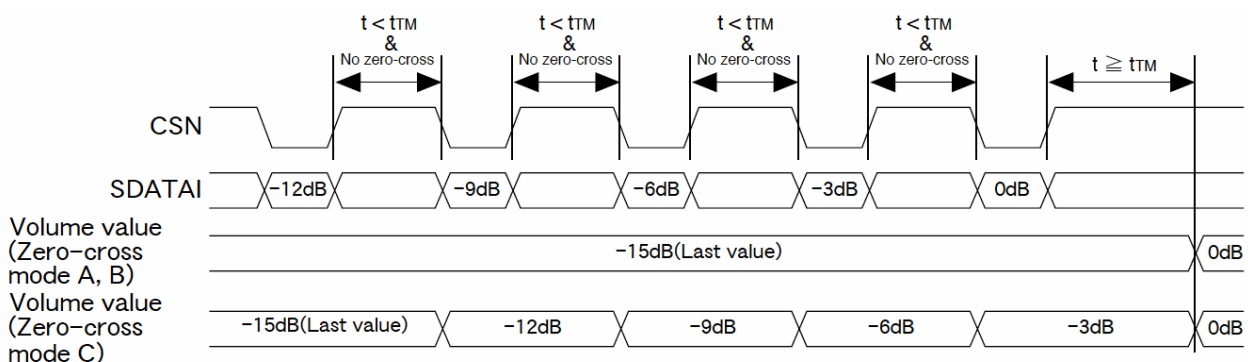 t < tTM t < tTM t < tTM t < tTM
& & & &
No zero-cross No zero-cross No zero-cross No zero-cross t ≧ tTM
CSN
SDATAI -12dB -9dB -6dB -3dB 0dB
Volume value
(Zero-cross
mode A, B)
-15dB(Last value) 0dB
Volume value
(Zero-cross
mode C)
-15dB(Last value) -12dB -9dB -6dB -3dB 0dB